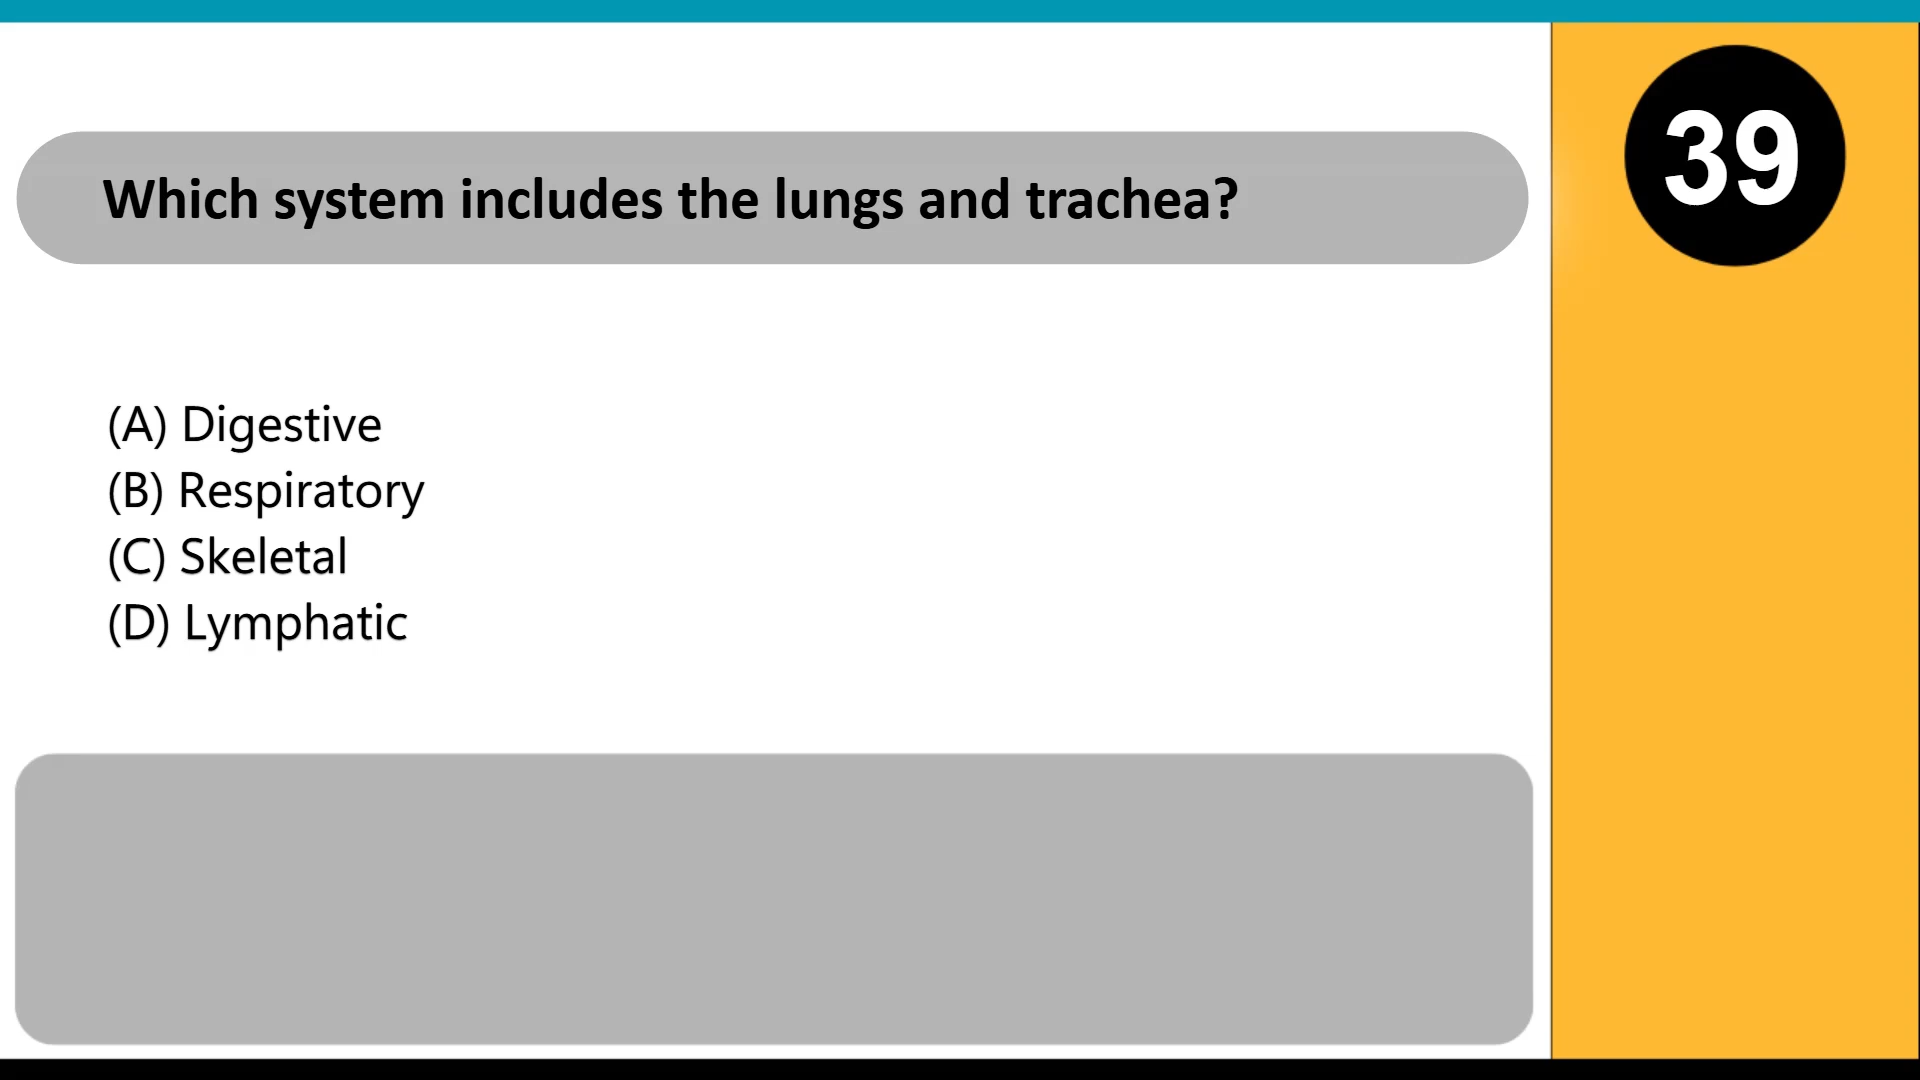 39
Which system includes the lungs and trachea?
(A) Digestive
(B) Respiratory
(C) Skeletal
(D) Lymphatic